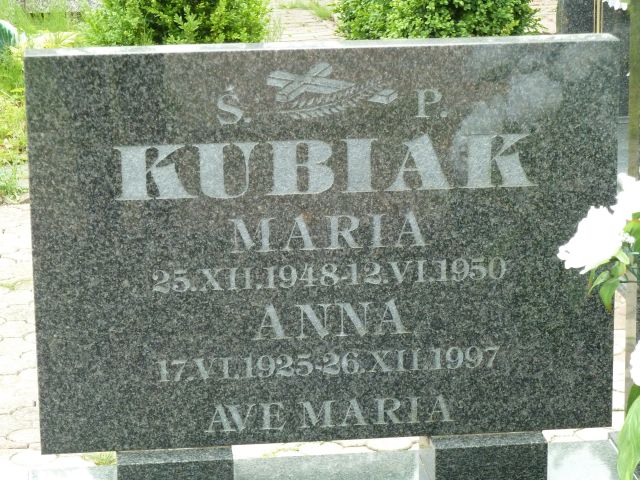 Ś. P.
KUBIAK
MARIA
25.XII.1948-12.VI.1950
ANNA
17.VI.1925-26.XII.1997
AVE MARIA